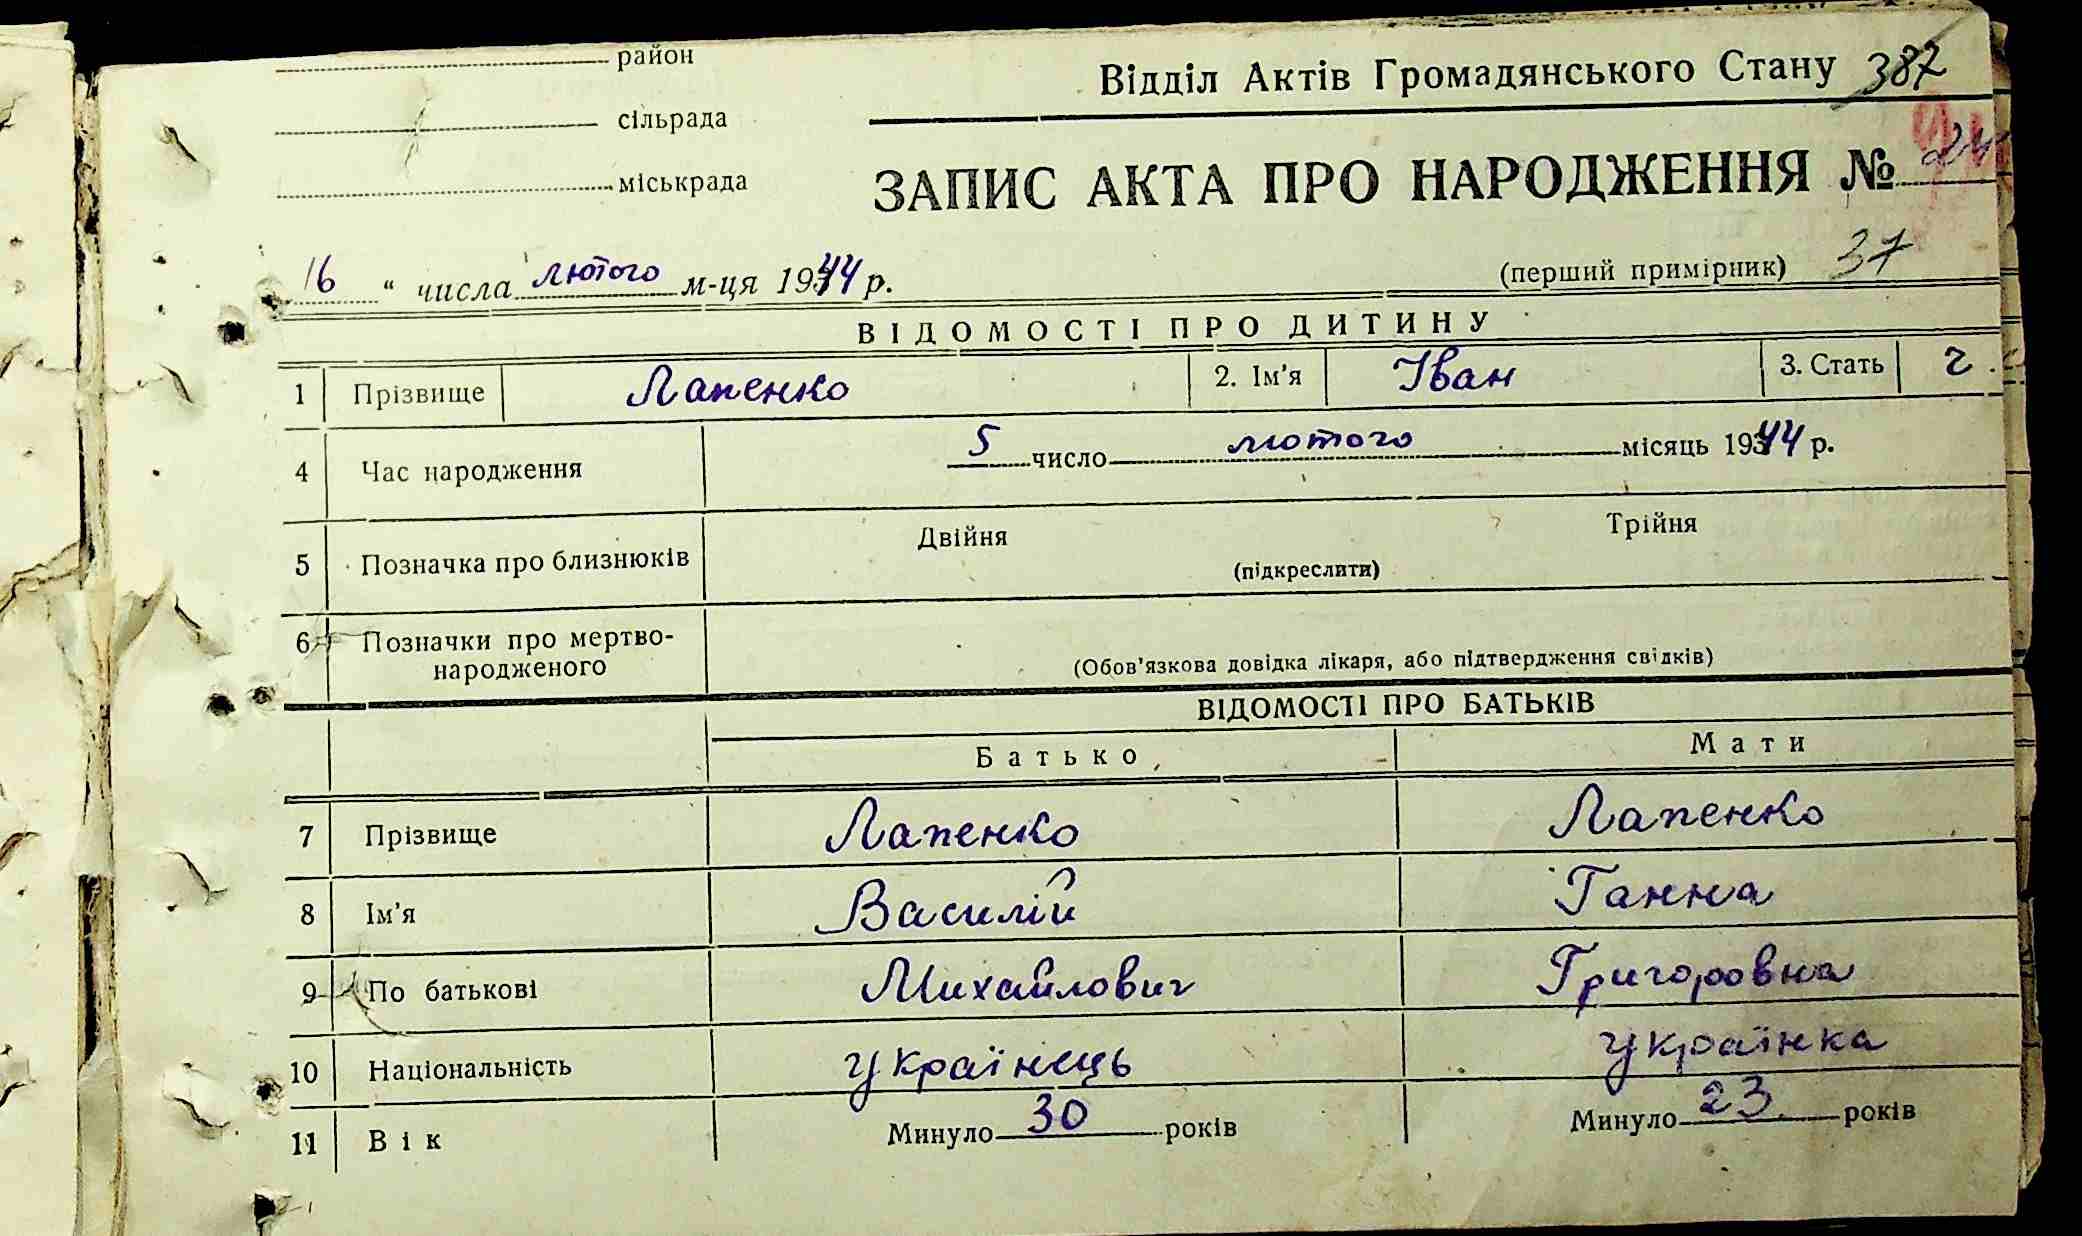 район
Відділ Актів Громадянського Стану 387
сільрада
міськрада
ЗАПИС АКТА ПРО НАРОДЖЕННЯ № 24
16 " числа лютого м-ця 1944 р.
(перший примірник) 37
ВІДОМОСТІ ПРО ДИТИНУ
1 Прізвище Лапенко 2. Ім'я Іван 3. Стать ч.
4 Час народження 5 число лютого місяць 1944 р.
5 Позначка про близнюків Двійня Трійня
(підкреслити)
6 Позначки про мертво-
народженого
(Обов'язкова довідка лікаря, або підтвердження свідків)
ВІДОМОСТІ ПРО БАТЬКІВ
Батько Мати
7 Прізвище Лапенко Лапенко
8 Ім'я Василій Ганна
9 По батькові Михайлович Григоровна
10 Національність українець українка
11 Вік Минуло 30 років Минуло 23 років